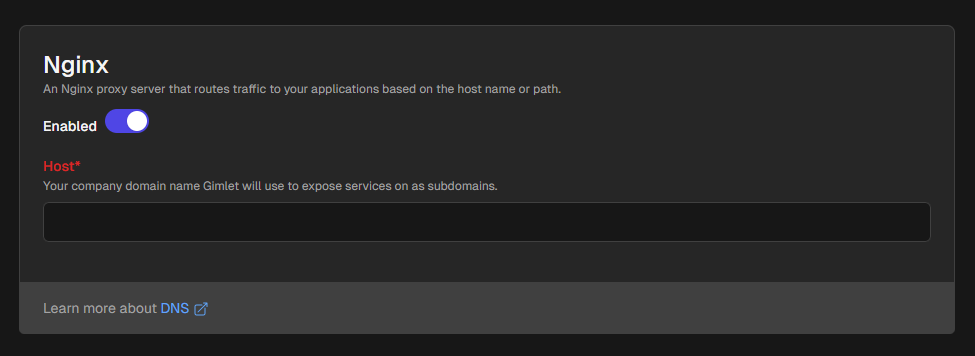 Nginx
An Nginx proxy server that routes traffic to your applications based on the host name or path.
Enabled
Host*
Your company domain name Gimlet will use to expose services on as subdomains.
Learn more about DNS